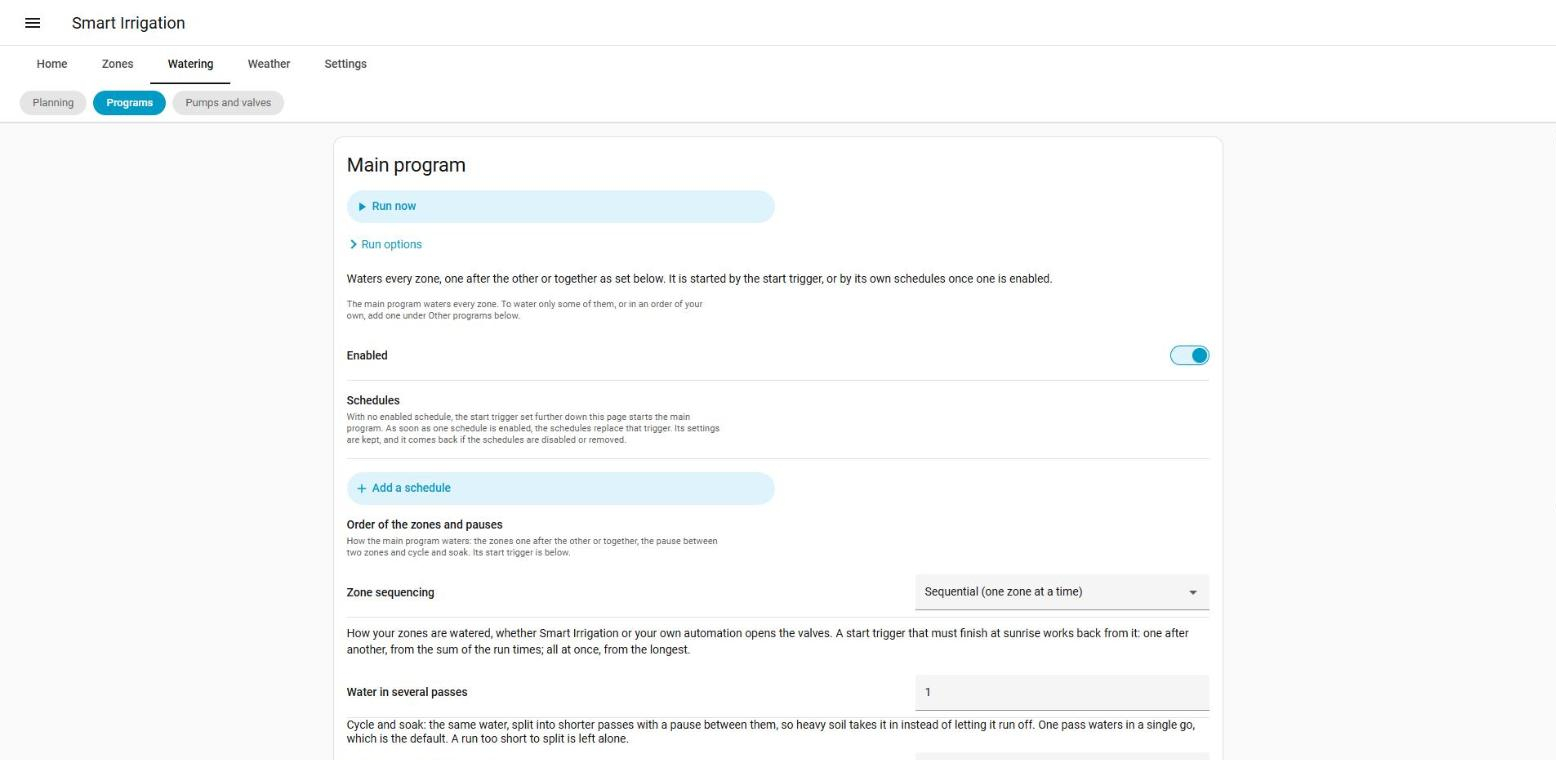 Smart Irrigation
Home
Zones
Watering
Weather
Settings
Planning
Programs
Pumps and valves
Main program
Run now
Run options
Waters every zone, one after the other or together as set below. It is started by the start trigger, or by its own schedules once one is enabled.
The main program waters every zone. To water only some of them, or in an order of your
own, add one under Other programs below.
Enabled
Schedules
With no enabled schedule, the start trigger set further down this page starts the main
program. As soon as one schedule is enabled, the schedules replace that trigger. Its settings
are kept, and it comes back if the schedules are disabled or removed.
+ Add a schedule
Order of the zones and pauses
How the main program waters: the zones one after the other or together, the pause between
two zones and cycle and soak. Its start trigger is below.
Zone sequencing
Sequential (one zone at a time)
How your zones are watered, whether Smart Irrigation or your own automation opens the valves. A start trigger that must finish at sunrise works back from it: one after
another, from the sum of the run times; all at once, from the longest.
Water in several passes
1
Cycle and soak: the same water, split into shorter passes with a pause between them, so heavy soil takes it in instead of letting it run off. One pass waters in a single go,
which is the default. A run too short to split is left alone.